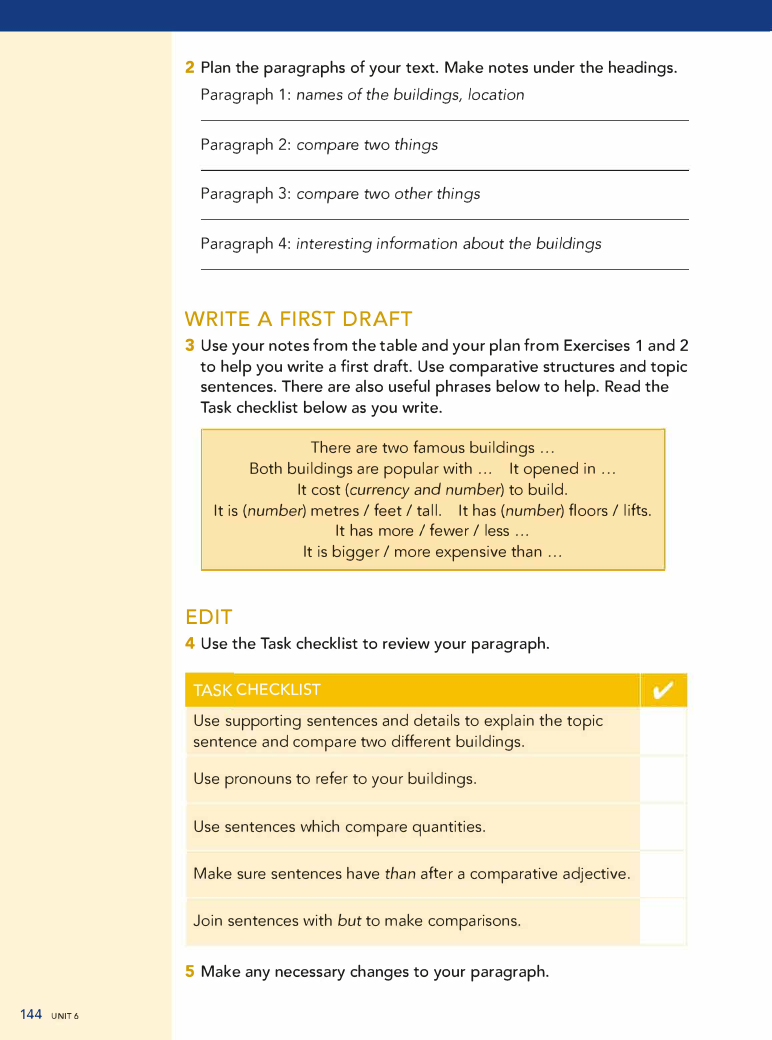 2 Plan the paragraphs of your text. Make notes under the headings.
Paragraph 1: names of the buildings, location
Paragraph 2: compare two things
Paragraph 3: compare two other things
Paragraph 4: interesting information about the buildings
WRITE A FIRST DRAFT
3 Use your notes from the table and your plan from Exercises 1 and 2
to help you write a first draft. Use comparative structures and topic
sentences. There are also useful phrases below to help. Read the
Task checklist below as you write.
There are two famous buildings …
Both buildings are popular with … It opened in …
It cost (currency and number) to build.
It is (number) metres / feet / tall. It has (number) floors / lifts.
It has more / fewer / less …
It is bigger / more expensive than …
EDIT
4 Use the Task checklist to review your paragraph.
TASK CHECKLIST ✔
Use supporting sentences and details to explain the topic
sentence and compare two different buildings.
Use pronouns to refer to your buildings.
Use sentences which compare quantities.
Make sure sentences have than after a comparative adjective.
Join sentences with but to make comparisons.
5 Make any necessary changes to your paragraph.
144 UNIT 6